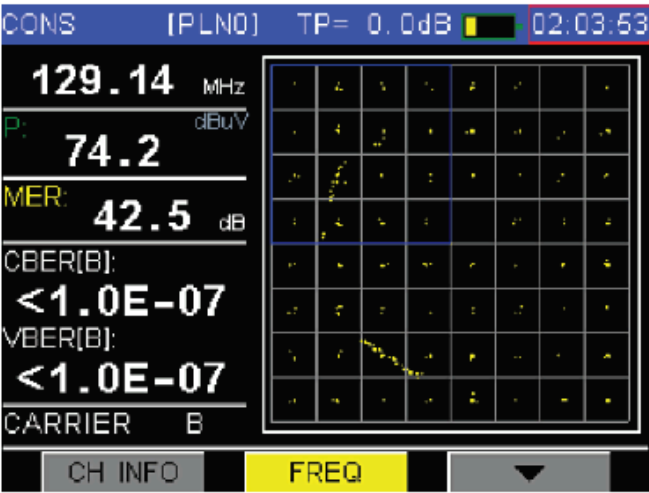 CONS [PLN0] TP= 0.0dB 02:03:53
129.14 MHz
P: dBuV
74.2
MER:
42.5 dB
CBER[B]:
<1.0E-07
VBER[B]:
<1.0E-07
CARRIER B
CH INFO FREQ